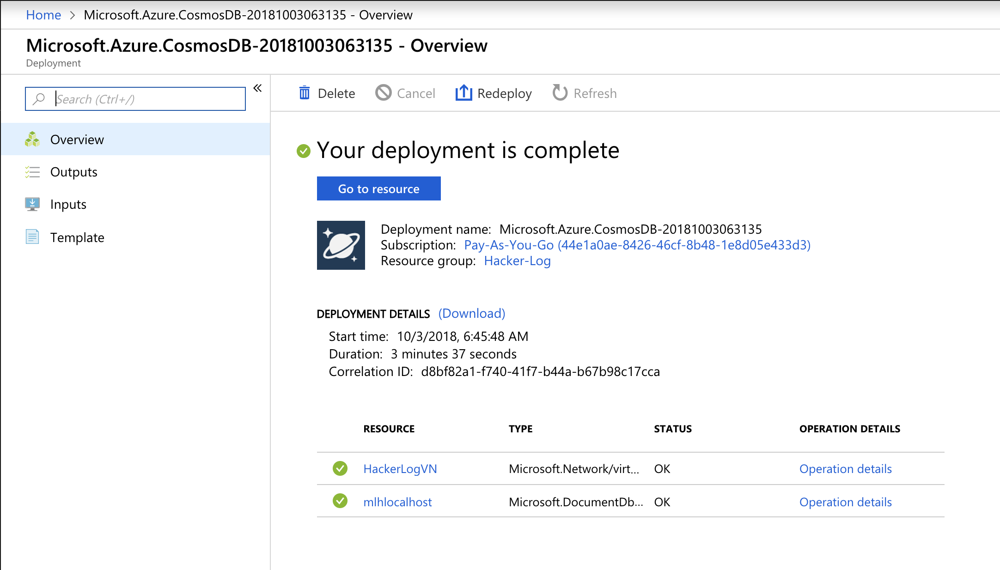 Home > Microsoft.Azure.CosmosDB-20181003063135 - Overview
Microsoft.Azure.CosmosDB-20181003063135 - Overview
Deployment
Search (Ctrl+/)
«
Overview
Outputs
Inputs
Template
Delete Cancel Redeploy Refresh
Your deployment is complete
Go to resource
Deployment name: Microsoft.Azure.CosmosDB-20181003063135
Subscription: Pay-As-You-Go (44e1a0ae-8426-46cf-8b48-1e8d05e433d3)
Resource group: Hacker-Log
DEPLOYMENT DETAILS (Download)
Start time: 10/3/2018, 6:45:48 AM
Duration: 3 minutes 37 seconds
Correlation ID: d8bf82a1-f740-41f7-b44a-b67b98c17cca
RESOURCE TYPE STATUS OPERATION DETAILS
HackerLogVN Microsoft.Network/virt... OK Operation details
mlhlocalhost Microsoft.DocumentDb... OK Operation details